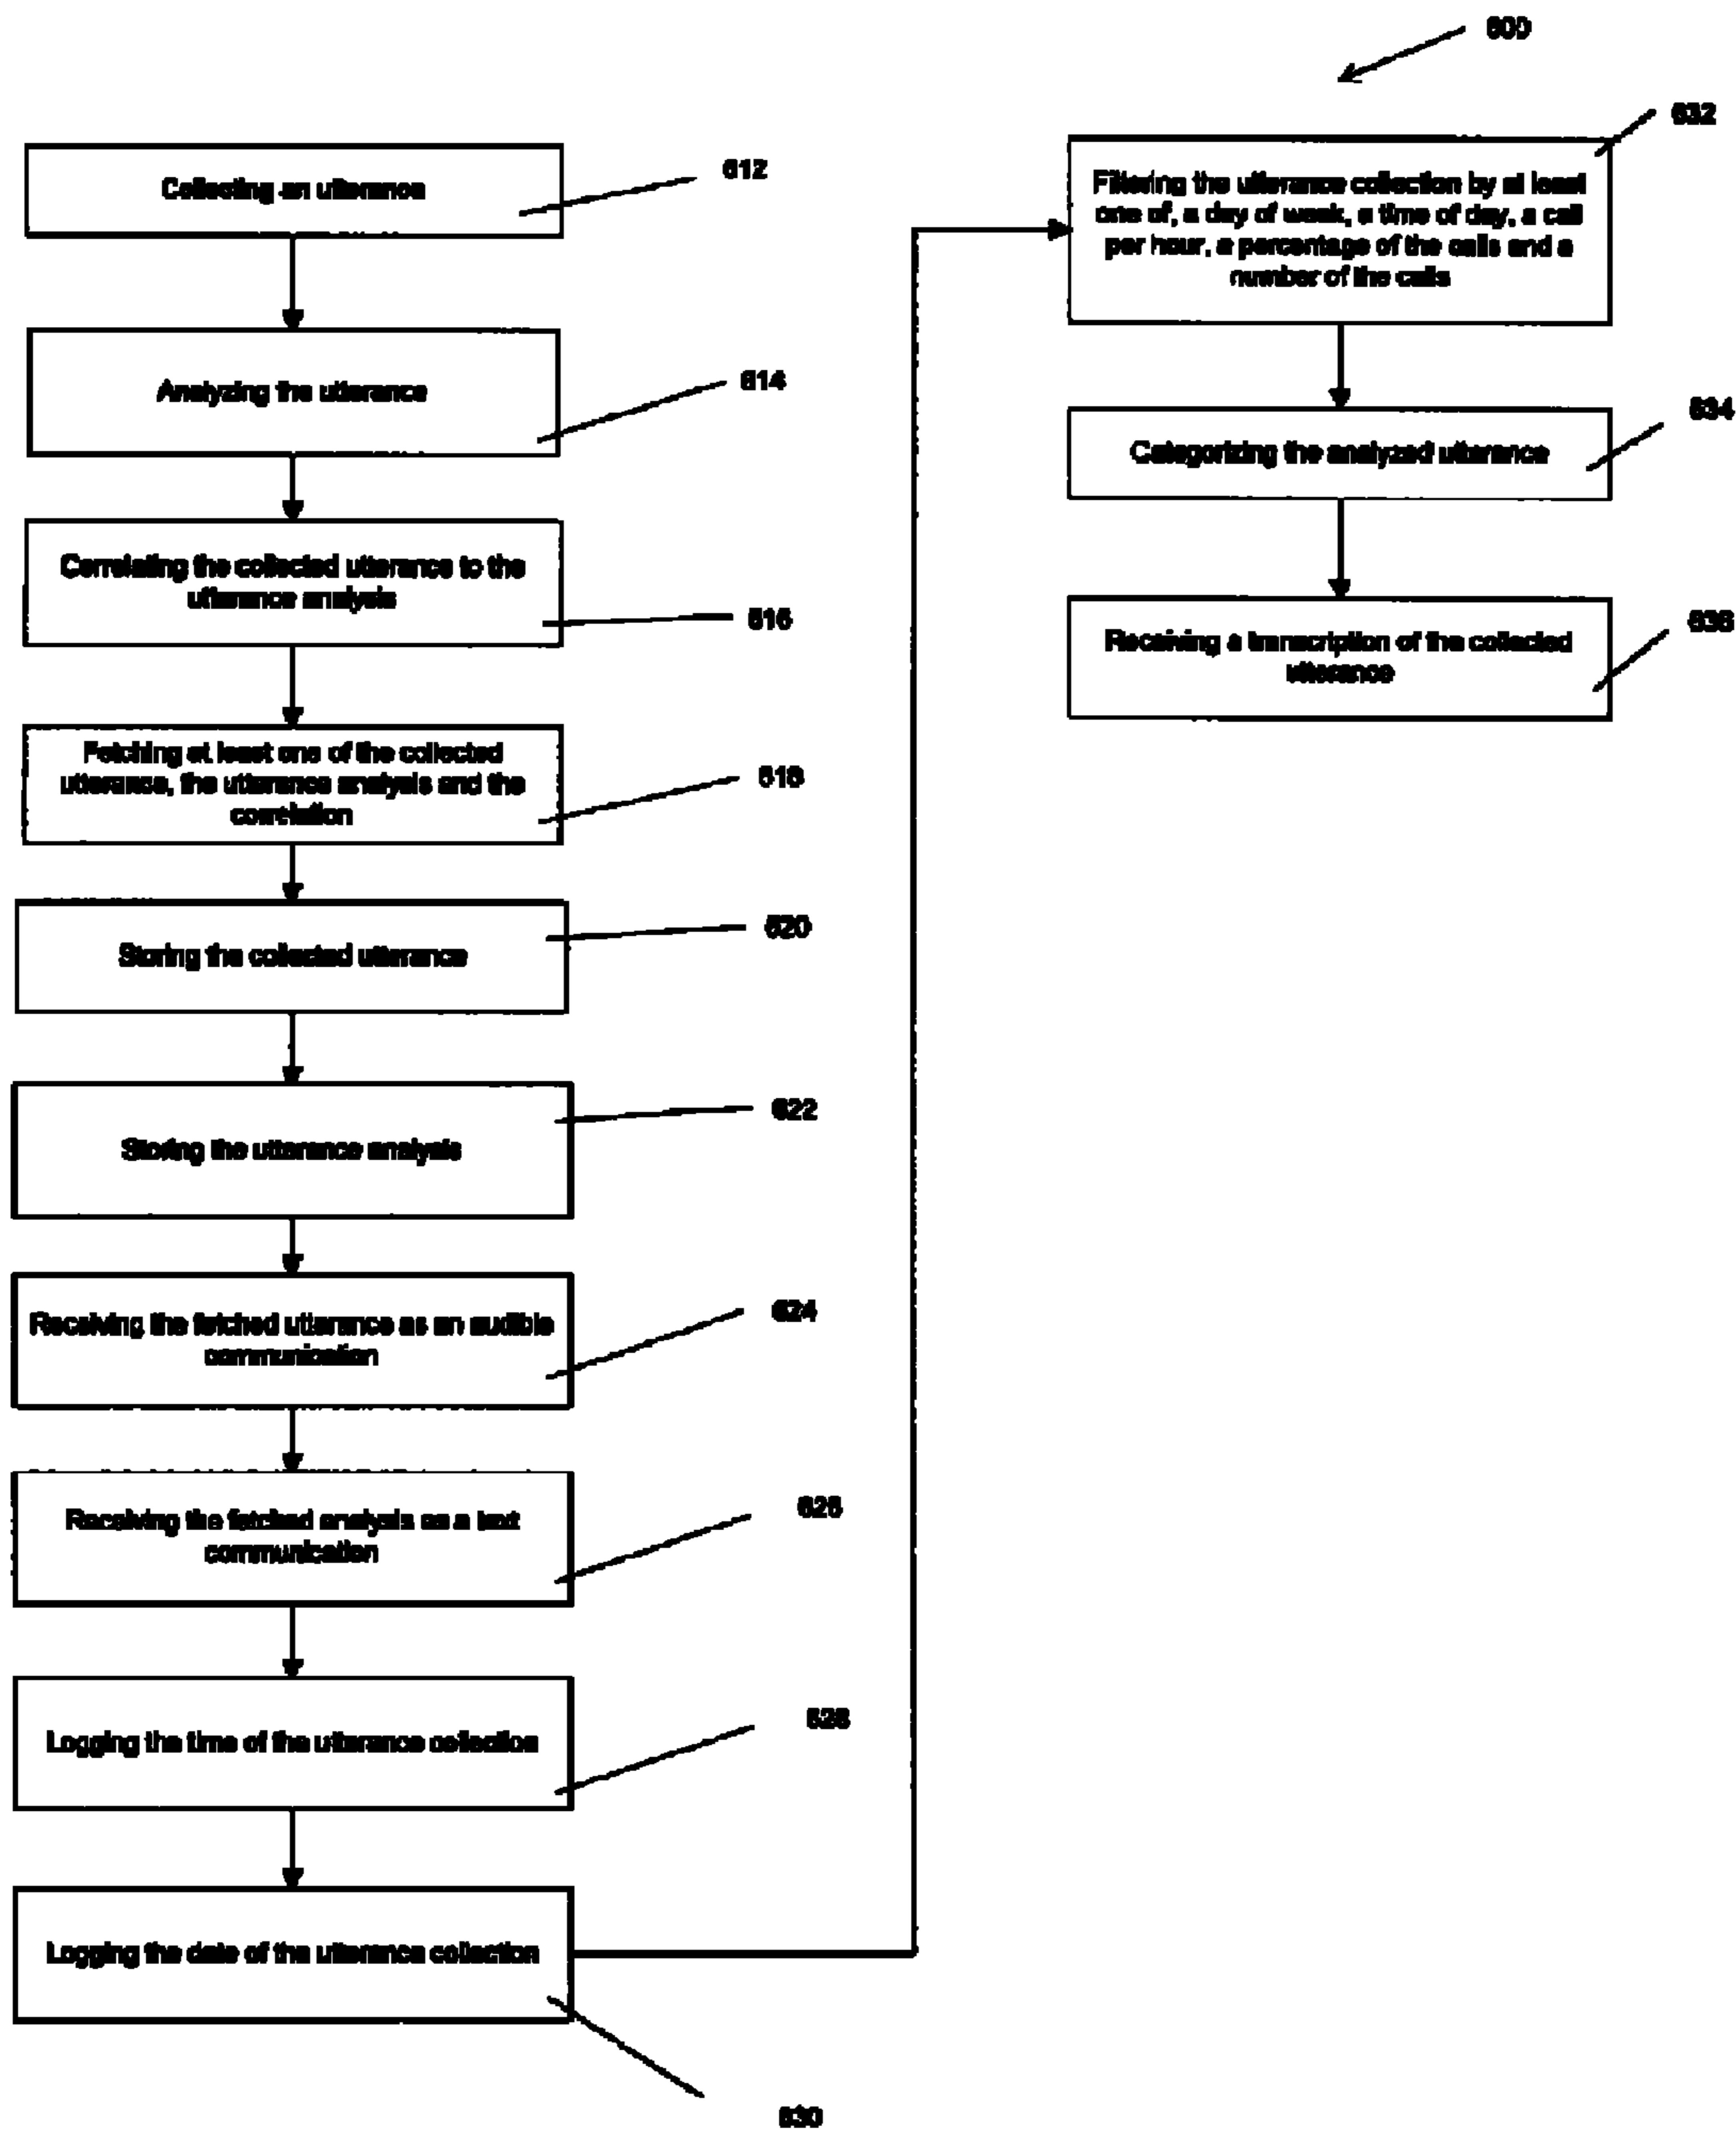 600
Collecting an utterance
612
Analyzing the utterance
614
Correlating the collected utterance to the
utterance analysis
616
Fetching at least one of the collected
utterance, the utterance analysis and the
correlation
618
Storing the collected utterance
620
Storing the utterance analysis
622
Receiving the fetched utterance as an audible
communication
624
Receiving the fetched analysis as a text
communication
626
Logging the time of the utterance collection
628
Logging the date of the utterance collection
630
Filtering the utterance collection by at least
one of, a day of week, a time of day, a call
per hour, a percentage of the calls and a
number of the calls
632
Categorizing the analyzed utterance
634
Receiving a transcription of the collected
utterance
636